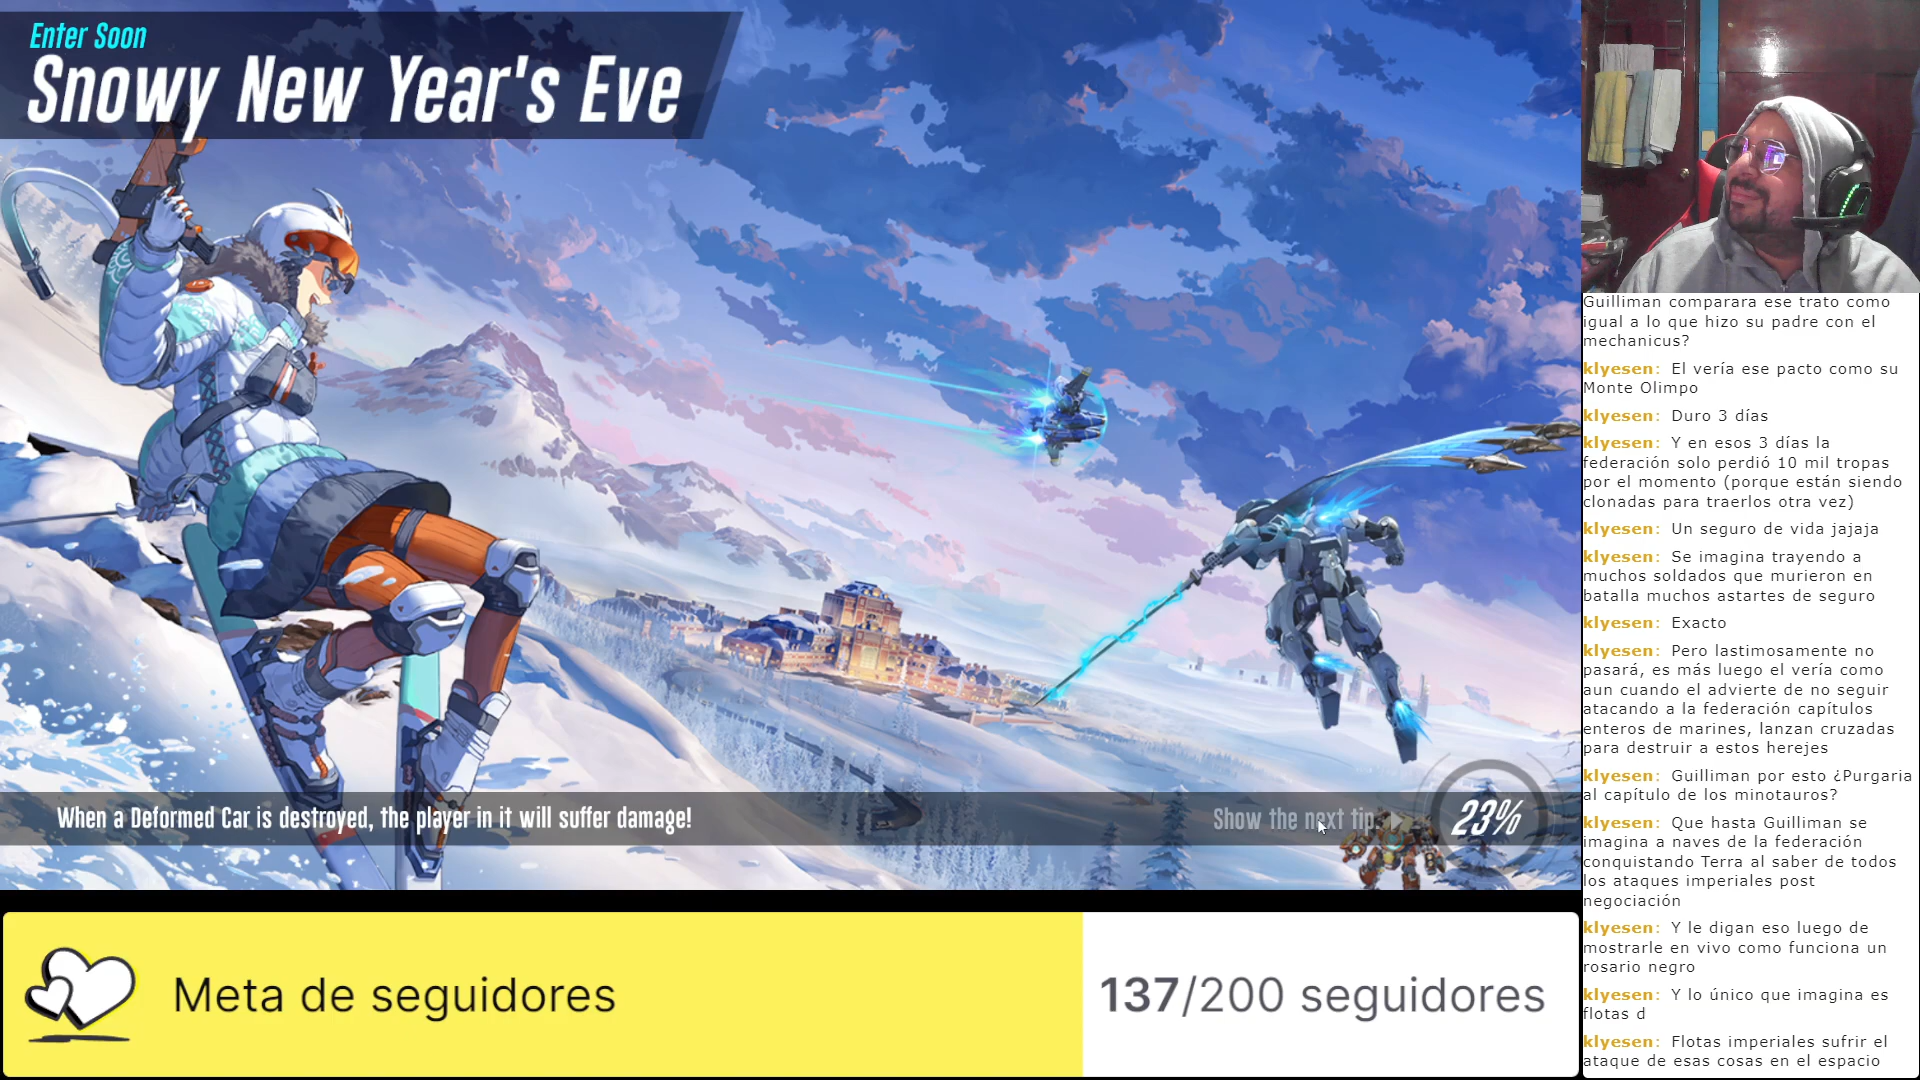 Enter Soon
Snowy New Year's Eve
When a Deformed Car is destroyed, the player in it will suffer damage!
Show the next tip
23%
Meta de seguidores
137/200 seguidores
Guilliman comparara ese trato como
igual a lo que hizo su padre con el
mechanicus?
klyesen: El vería ese pacto como su
Monte Olimpo
klyesen: Duro 3 días
klyesen: Y en esos 3 días la
federación solo perdió 10 mil tropas
por el momento (porque están siendo
clonadas para traerlos otra vez)
klyesen: Un seguro de vida jajaja
klyesen: Se imagina trayendo a
muchos soldados que murieron en
batalla muchos astartes de seguro
klyesen: Exacto
klyesen: Pero lastimosamente no
pasará, es más luego el vería como
aun cuando el advierte de no seguir
atacando a la federación capítulos
enteros de marines, lanzan cruzadas
para destruir a estos herejes
klyesen: Guilliman por esto ¿Purgaria
al capítulo de los minotauros?
klyesen: Que hasta Guilliman se
imagina a naves de la federación
conquistando Terra al saber de todos
los ataques imperiales post
negociación
klyesen: Y le digan eso luego de
mostrarle en vivo como funciona un
rosario negro
klyesen: Y lo único que imagina es
flotas d
klyesen: Flotas imperiales sufrir el
ataque de esas cosas en el espacio